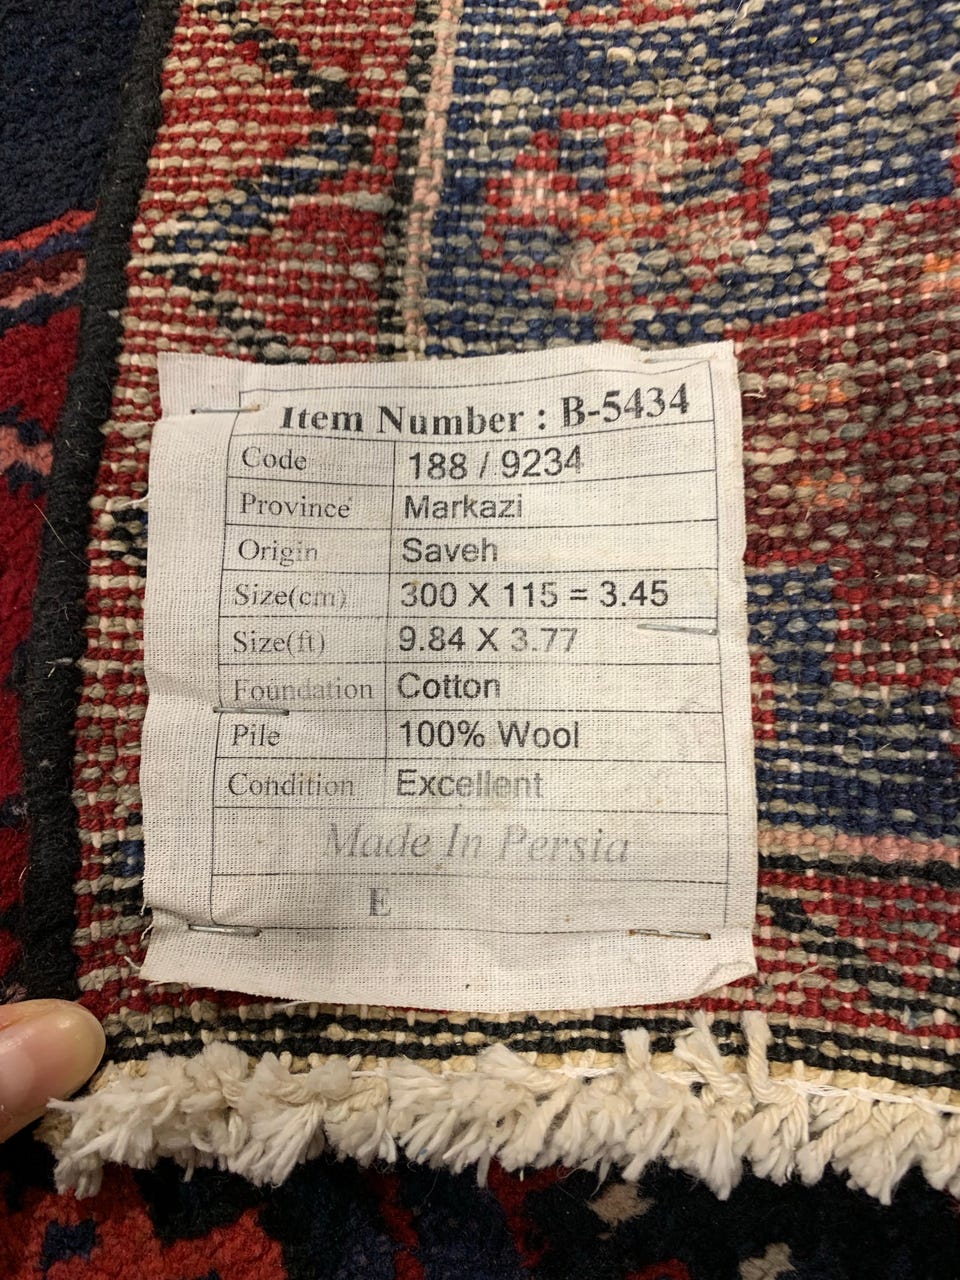 Item Number : B-5434
Code 188 / 9234
Province Markazi
Origin Saveh
Size(cm) 300 X 115 = 3.45
Size(ft) 9.84 X 3.77
Foundation Cotton
Pile 100% Wool
Condition Excellent
Made In Persia
E